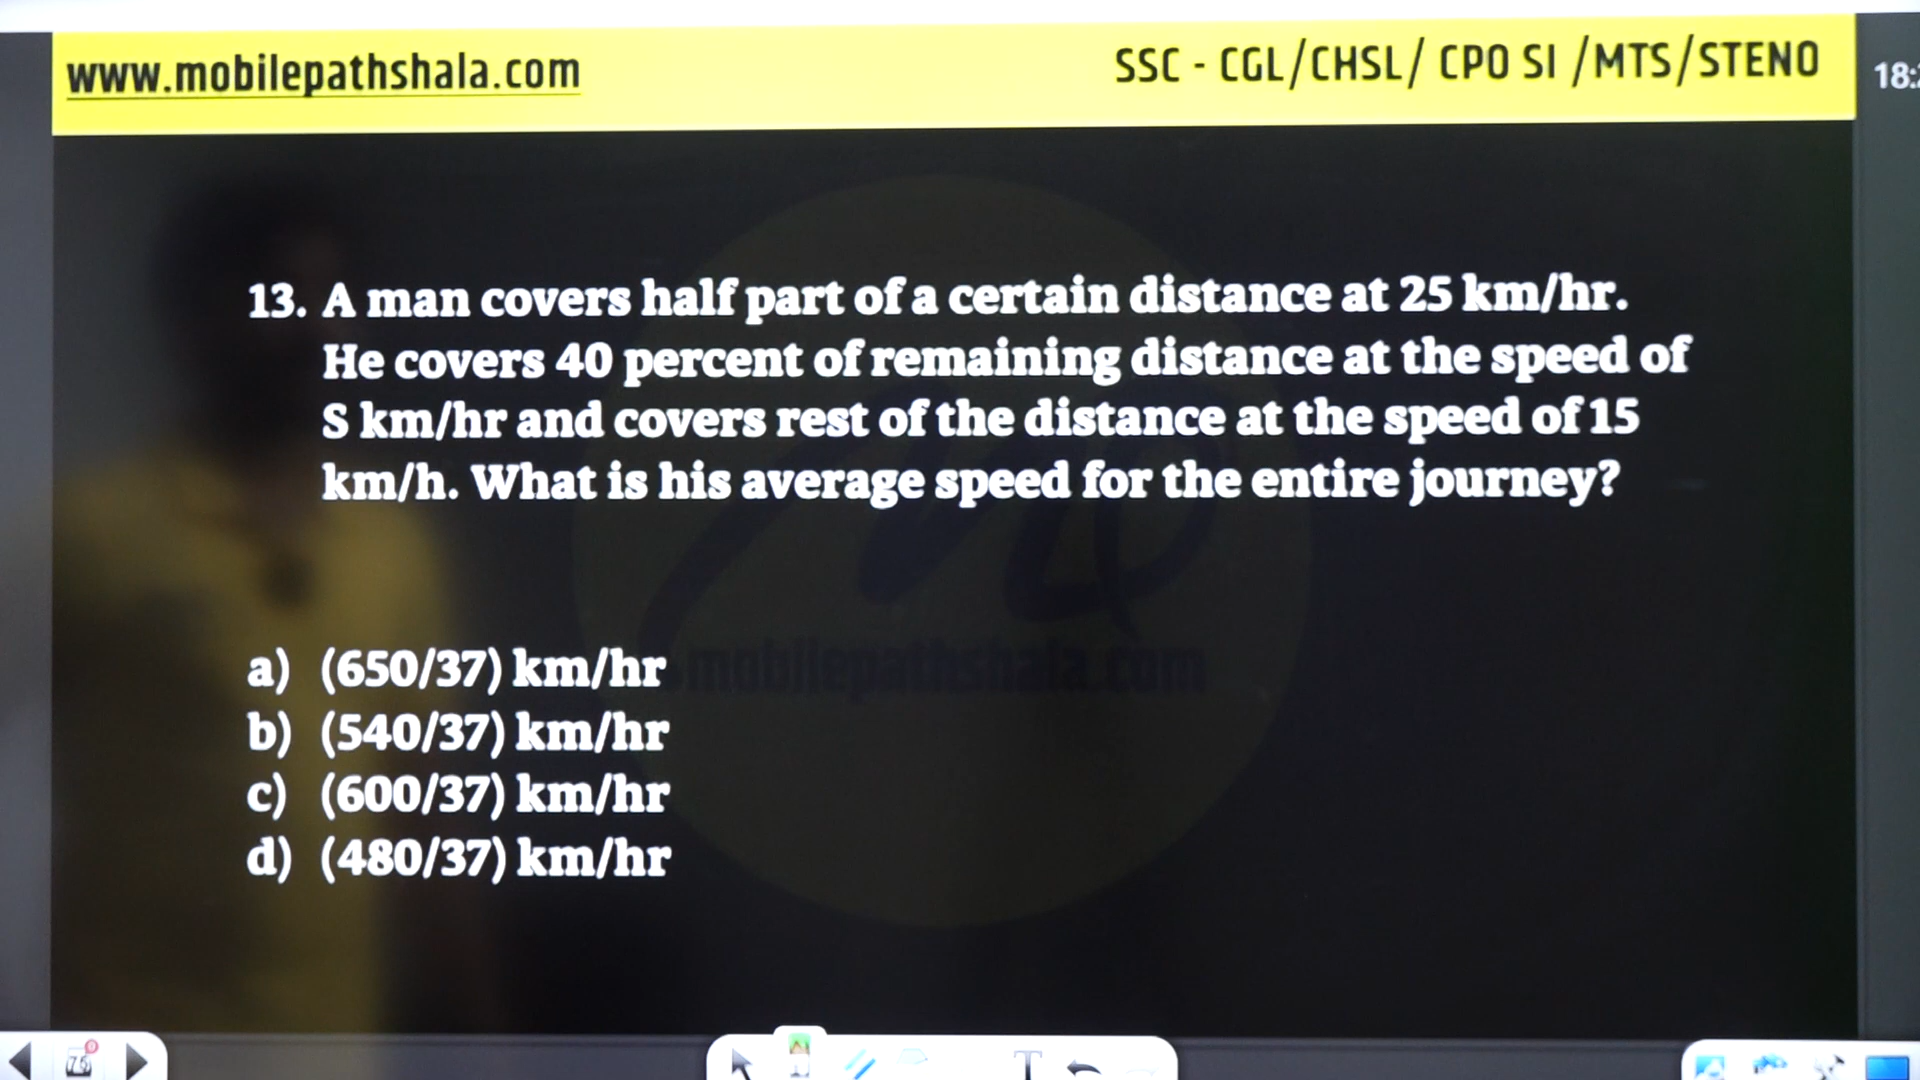 www.mobilepathshala.com
SSC - CGL/CHSL/ CPO SI /MTS/STENO
13. A man covers half part of a certain distance at 25 km/hr.
He covers 40 percent of remaining distance at the speed of
S km/hr and covers rest of the distance at the speed of 15
km/h. What is his average speed for the entire journey?
mobilepathshala.com
a) (650/37) km/hr
b) (540/37) km/hr
c) (600/37) km/hr
d) (480/37) km/hr
T